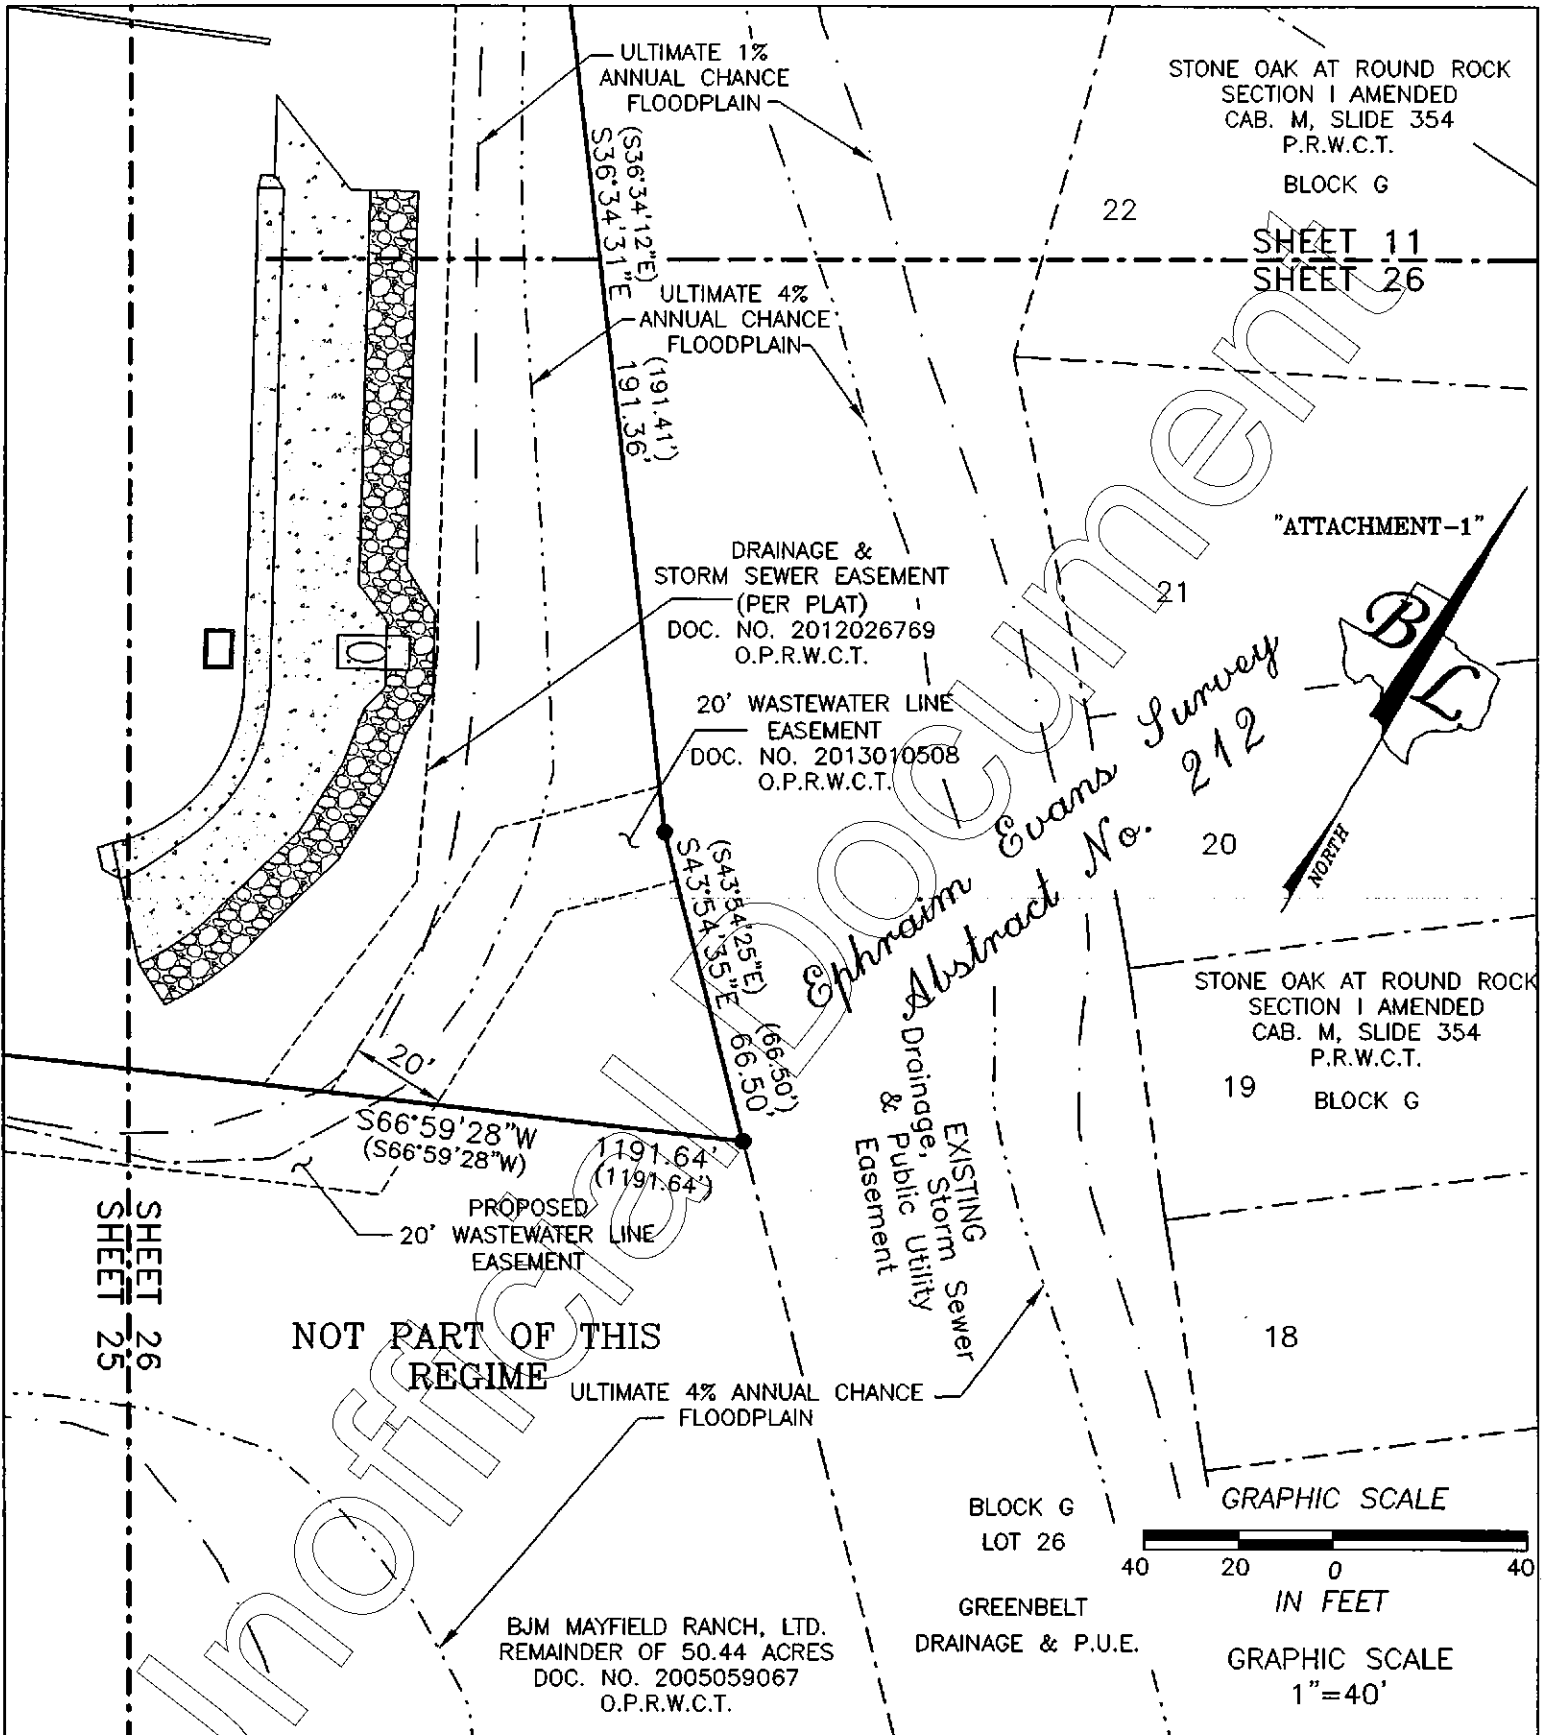 ULTIMATE 1%
ANNUAL CHANCE
FLOODPLAIN
STONE OAK AT ROUND ROCK
SECTION I AMENDED
CAB. M, SLIDE 354
P.R.W.C.T.
BLOCK G
(S36°34'12"E)
S36°34'31"E 191.36'
(191.41')
22
SHEET 11
SHEET 26
ULTIMATE 4%
ANNUAL CHANCE
FLOODPLAIN
"ATTACHMENT-1"
DRAINAGE &
STORM SEWER EASEMENT
(PER PLAT)
DOC. NO. 2012026769
O.P.R.W.C.T.
21
B
L
NORTH
20' WASTEWATER LINE
EASEMENT
DOC. NO. 2013010508
O.P.R.W.C.T.
Ephraim Evans Survey
Abstract No. 212
20
(S43°54'25"E) (66.50')
S43°54'35"E 66.50'
STONE OAK AT ROUND ROCK
SECTION I AMENDED
CAB. M, SLIDE 354
P.R.W.C.T.
19
BLOCK G
20'
S66°59'28"W 1191.64'
(S66°59'28"W) (1191.64')
EXISTING
Drainage, Storm Sewer
& Public Utility
Easement
PROPOSED
20' WASTEWATER LINE
EASEMENT
SHEET 26
SHEET 25
NOT PART OF THIS
REGIME
18
ULTIMATE 4% ANNUAL CHANCE
FLOODPLAIN
BLOCK G
LOT 26
GREENBELT
DRAINAGE & P.U.E.
GRAPHIC SCALE
40 20 0 40
IN FEET
GRAPHIC SCALE
1"=40'
BJM MAYFIELD RANCH, LTD.
REMAINDER OF 50.44 ACRES
DOC. NO. 2005059067
O.P.R.W.C.T.
Unofficial Document